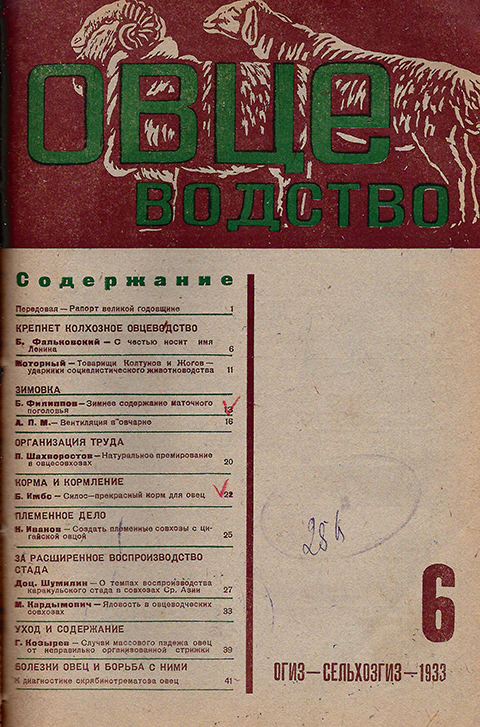 ОВЦЕ
ВОДСТВО
Содержание
Передовая — Рапорт великой годовщине 1
КРЕПНЕТ КОЛХОЗНОЕ ОВЦЕВОДСТВО
Б. Фальковский — С честью носит имя
Ленина 6
Моторный — Товарищи Колтунов и Жогов —
ударники социалистического животноводства 11
ЗИМОВКА
Б. Филиппов — Зимнее содержание маточного
поголовья 13
А. П. М. — Вентиляция в овчарне 16
ОРГАНИЗАЦИЯ ТРУДА
П. Шахворостов — Натуральное премирование
в овцесовхозах 20
КОРМА И КОРМЛЕНИЕ
Б. Кмбс — Силос — прекрасный корм для овец 22
ПЛЕМЕННОЕ ДЕЛО
Н. Иванов — Создать племенные совхозы с ци-
гайской овцой 25
ЗА РАСШИРЕННОЕ ВОСПРОИЗВОДСТВО
СТАДА
Доц. Шумилин — О темпах воспроизводства
каракульского стада в совхозах Ср. Азии 27
М. Кардымович — Яловость в овцеводческих
совхозах 33
УХОД И СОДЕРЖАНИЕ
Г. Козырев — Случаи массового падежа овец
от неправильно организованной стрижки 39
БОЛЕЗНИ ОВЕЦ И БОРЬБА С НИМИ
К диагностике скрябинотрематоза овец 41
6
ОГИЗ—СЕЛЬХОЗГИЗ—1933